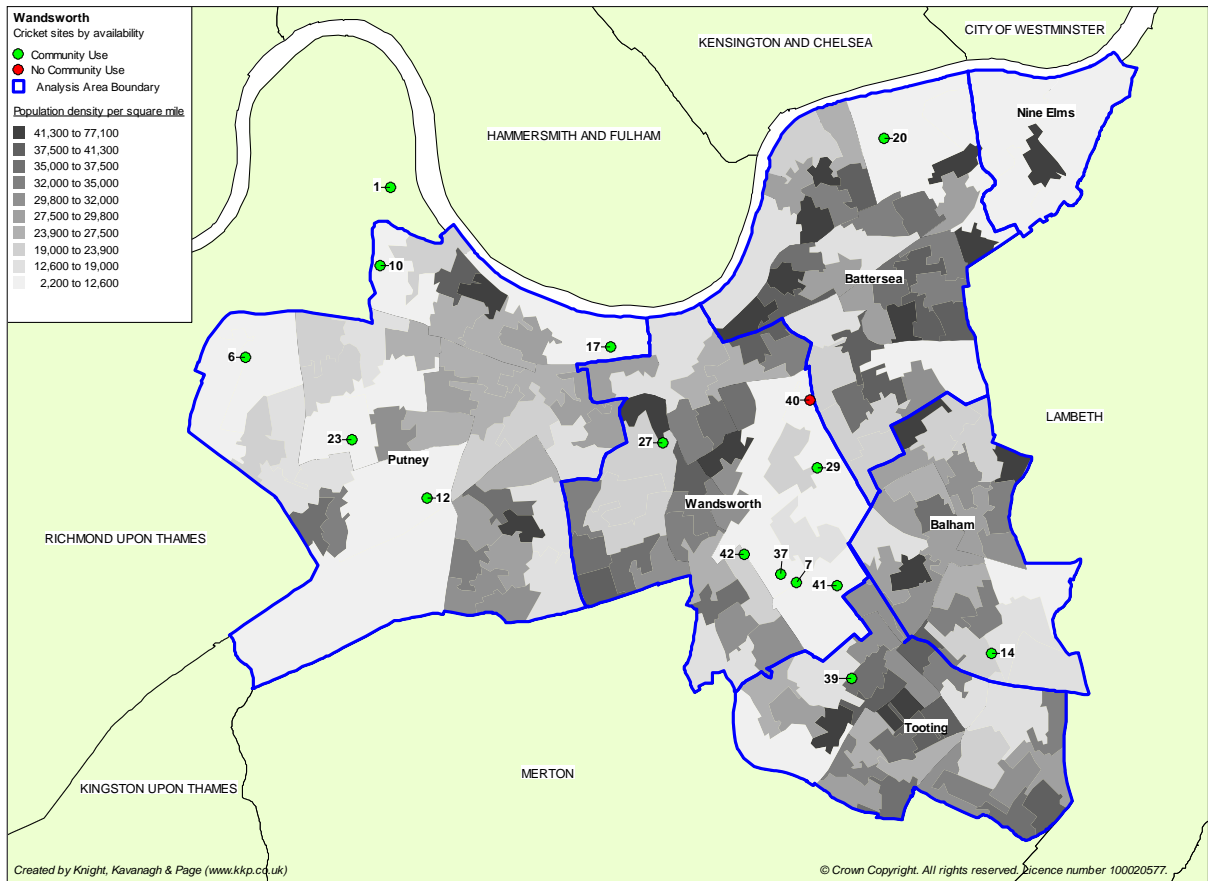 Wandsworth
Cricket sites by availability
Community Use
No Community Use
Analysis Area Boundary
Population density per square mile
41,300 to 77,100
37,500 to 41,300
35,000 to 37,500
32,000 to 35,000
29,800 to 32,000
27,500 to 29,800
23,900 to 27,500
19,000 to 23,900
12,600 to 19,000
2,200 to 12,600
CITY OF WESTMINSTER
KENSINGTON AND CHELSEA
Nine Elms
HAMMERSMITH AND FULHAM
20
1
10
Battersea
17
6
40
LAMBETH
23
27
Putney
29
12
Wandsworth
Balham
RICHMOND UPON THAMES
42
37
7
41
14
39
Tooting
MERTON
KINGSTON UPON THAMES
Created by Knight, Kavanagh & Page (www.kkp.co.uk)
© Crown Copyright. All rights reserved. Licence number 100020577.